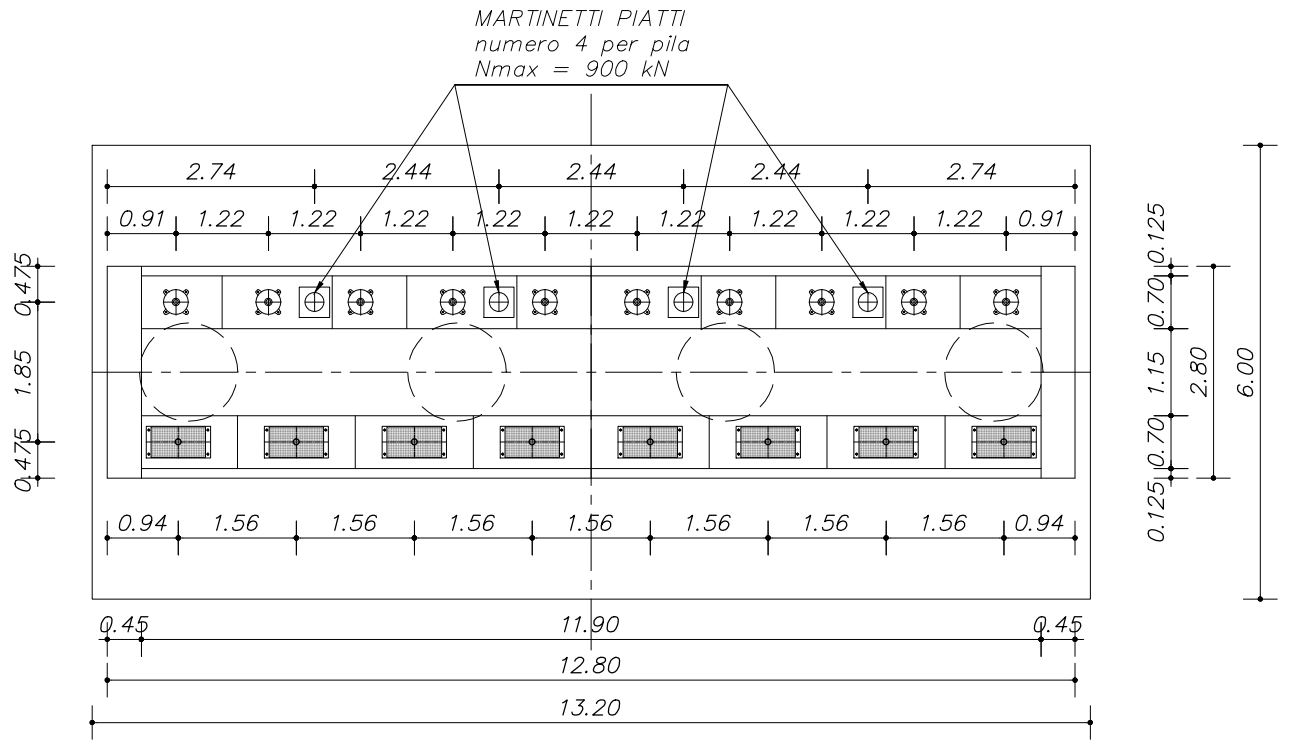 MARTINETTI PIATTI
numero 4 per pila
Nmax = 900 kN
2.74 2.44 2.44 2.44 2.74
0.91 1.22 1.22 1.22 1.22 1.22 1.22 1.22 1.22 1.22 0.91
0.475
1.85
0.475
0.125
0.70
1.15
0.70
0.125
2.80
6.00
0.94 1.56 1.56 1.56 1.56 1.56 1.56 1.56 0.94
0.45 11.90 0.45
12.80
13.20